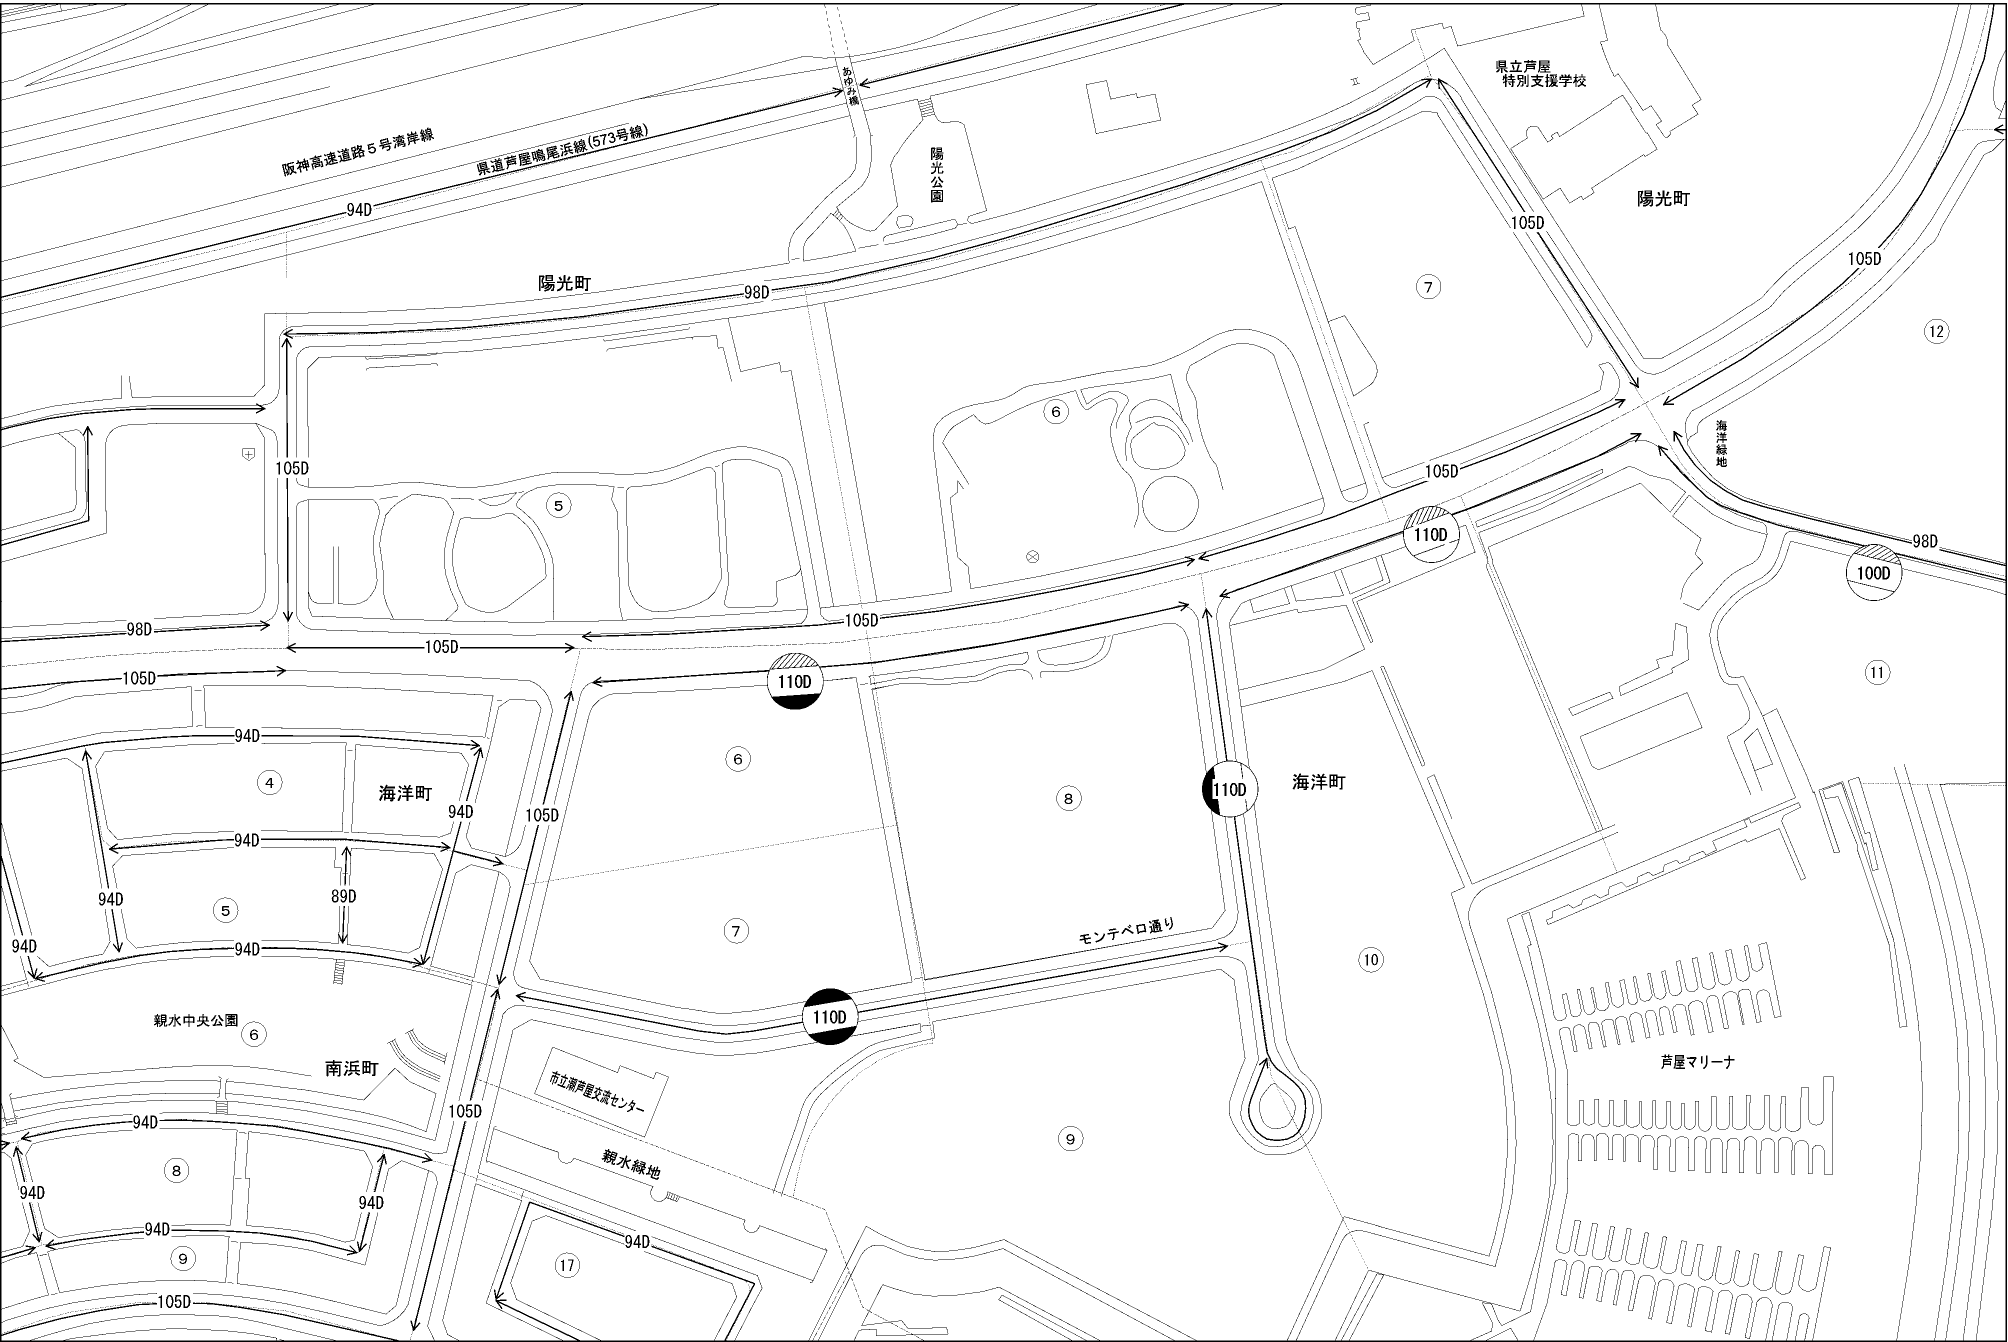 あゆみ橋
県立芦屋
特別支援学校
阪神高速道路5号湾岸線
県道芦屋鳴尾浜線(573号線)
陽光公園
94D
陽光町
105D
陽光町
98D
105D
7
12
105D
6
海洋緑地
105D
5
110D
98D
100D
98D
105D
105D
105D
110D
11
94D
6
4
海洋町
94D
105D
8
110D
海洋町
94D
94D
89D
5
7
モンテベロ通り
94D
94D
10
親水中央公園
6
110D
南浜町
芦屋マリーナ
市立潮芦屋交流センター
105D
94D
9
8
親水緑地
94D
94D
94D
9
94D
17
105D